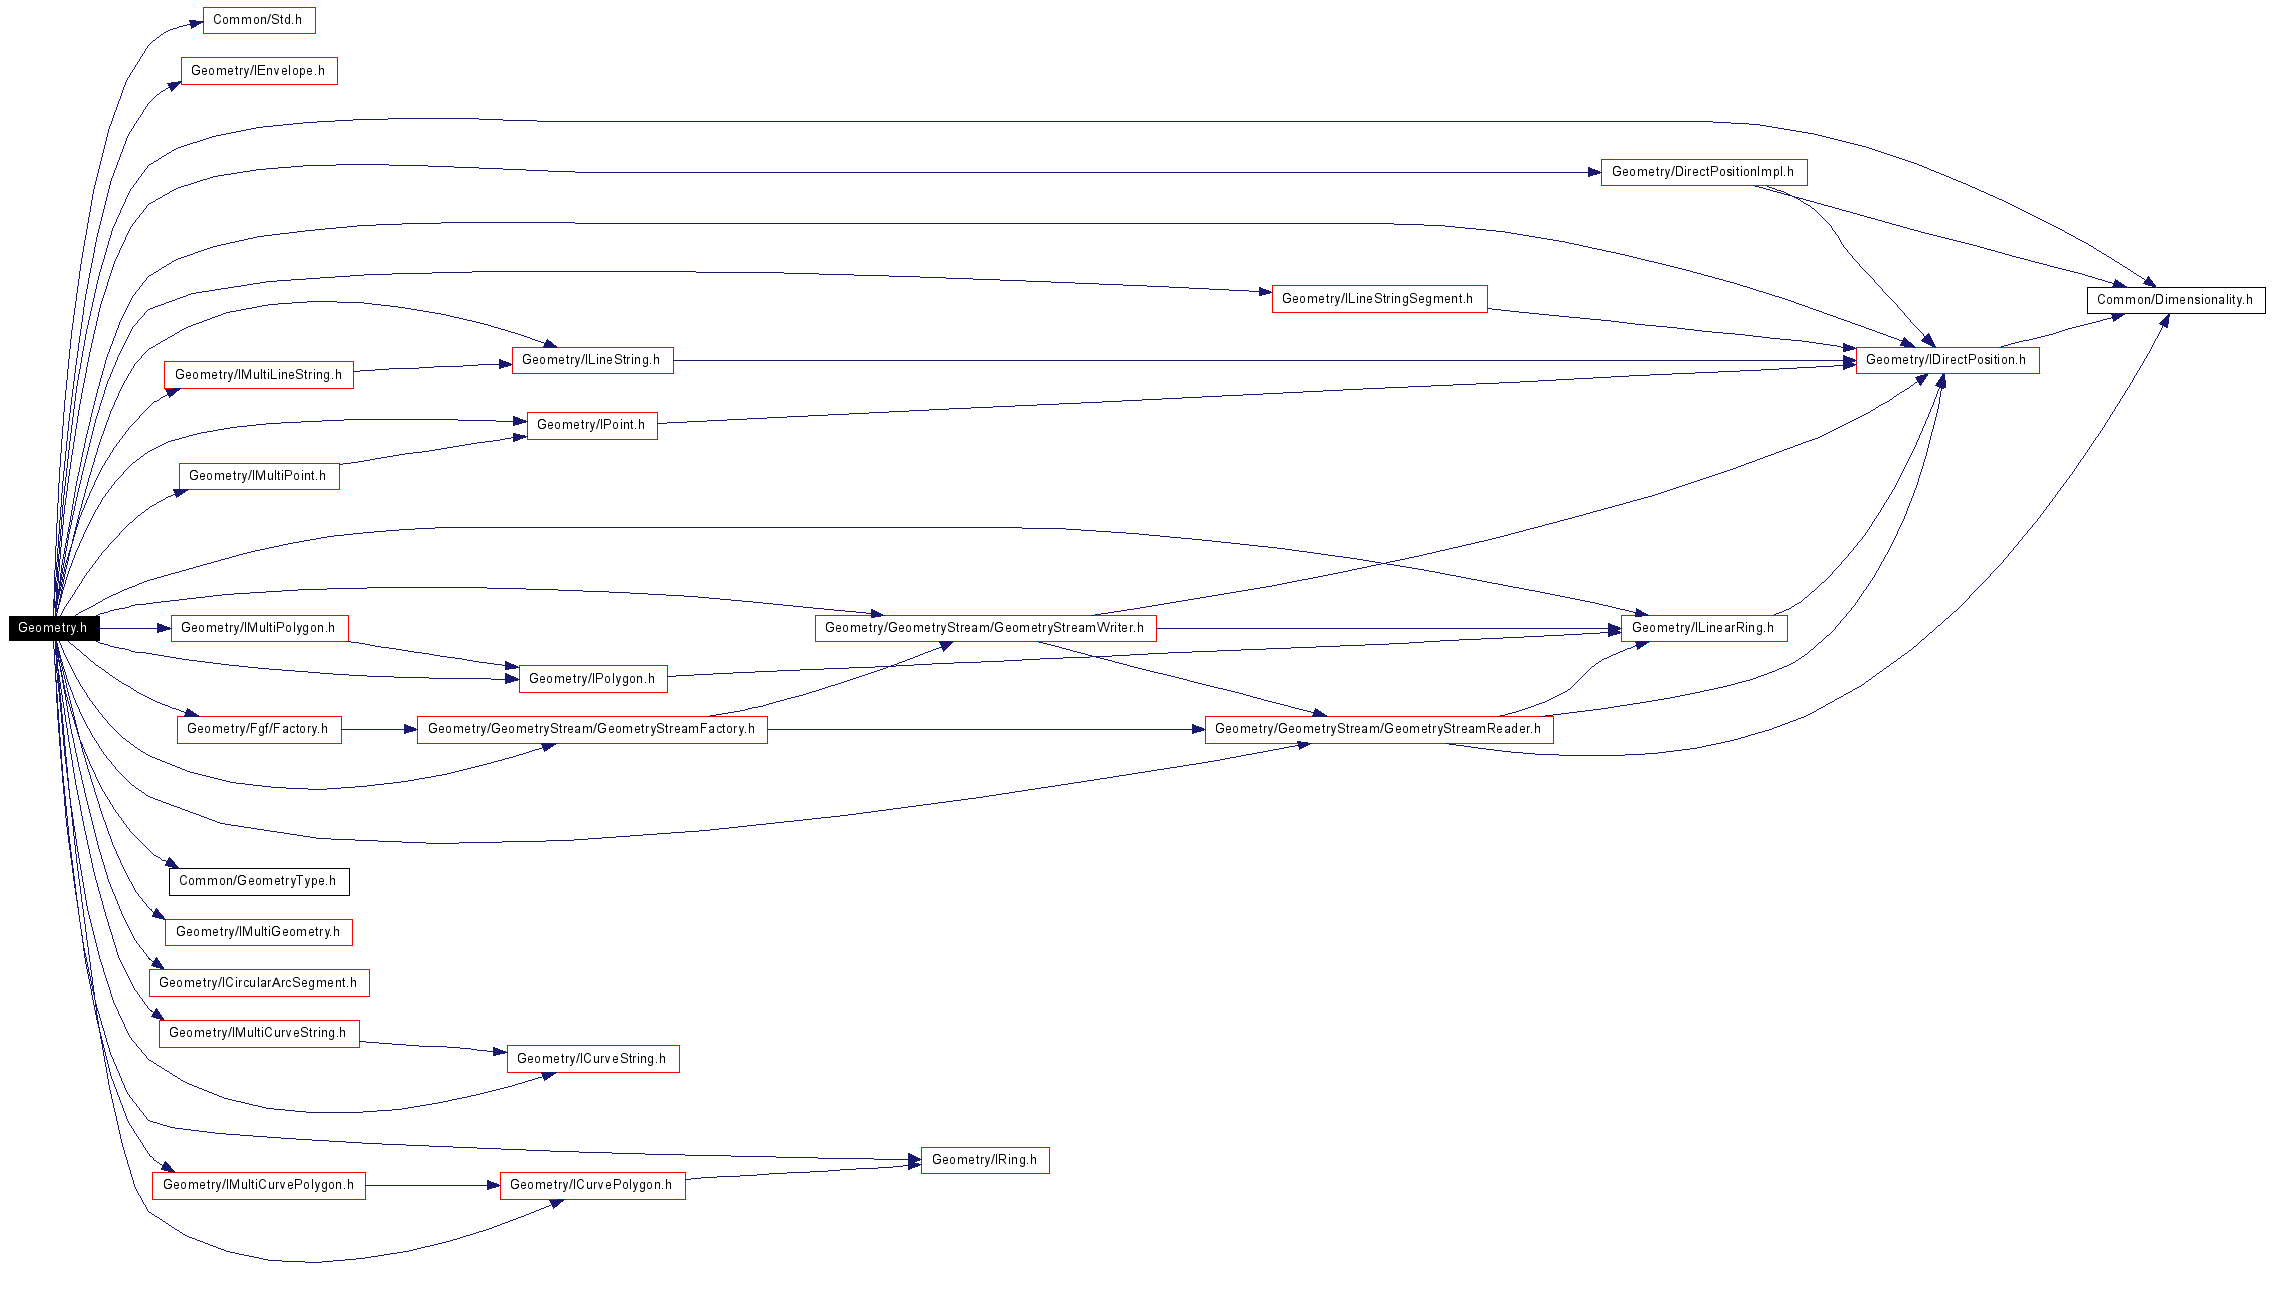 Common/Std.h
Geometry/IEnvelope.h
Geometry/DirectPositionImpl.h
Geometry/ILineStringSegment.h
Common/Dimensionality.h
Geometry/IMultiLineString.h
Geometry/ILineString.h
Geometry/IDirectPosition.h
Geometry/IPoint.h
Geometry/IMultiPoint.h
Geometry.h
Geometry/IMultiPolygon.h
Geometry/GeometryStream/GeometryStreamWriter.h
Geometry/ILinearRing.h
Geometry/IPolygon.h
Geometry/Fgf/Factory.h
Geometry/GeometryStream/GeometryStreamFactory.h
Geometry/GeometryStream/GeometryStreamReader.h
Common/GeometryType.h
Geometry/IMultiGeometry.h
Geometry/ICircularArcSegment.h
Geometry/IMultiCurveString.h
Geometry/ICurveString.h
Geometry/IRing.h
Geometry/IMultiCurvePolygon.h
Geometry/ICurvePolygon.h